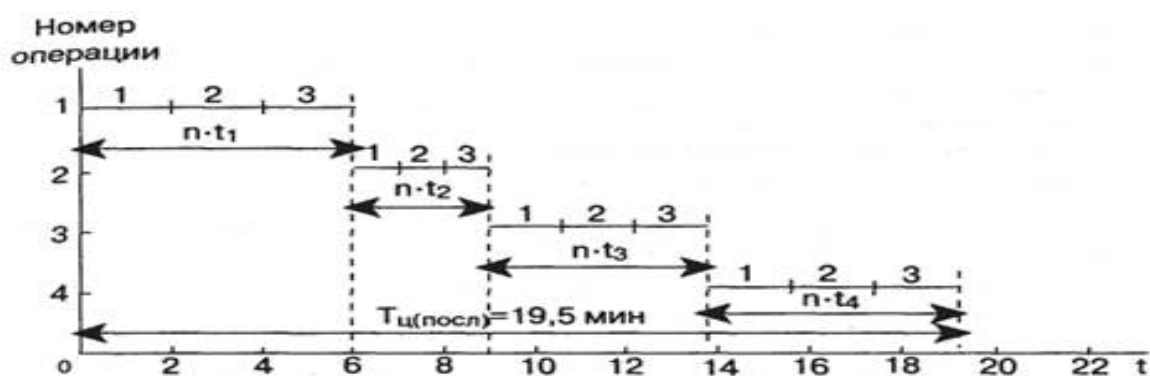 Номер
операции
1
1 2 3
n·t₁
2
1 2 3
n·t₂
3
1 2 3
n·t₃
4
1 2 3
n·t₄
Tц(посл)=19,5 мин
0 2 4 6 8 10 12 14 16 18 20 22 t